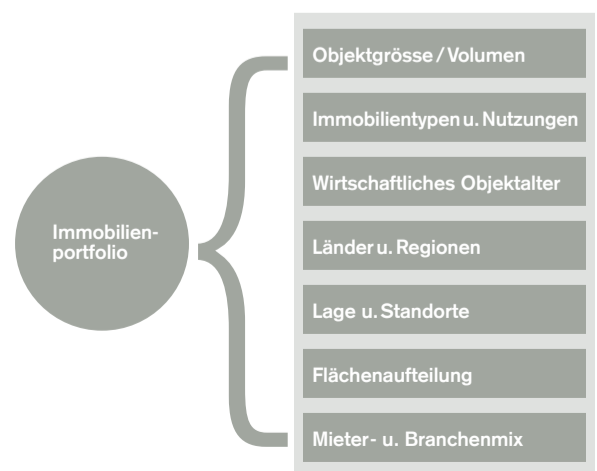 Immobilien-
portfolio
Objektgrösse / Volumen
Immobilientypen u. Nutzungen
Wirtschaftliches Objektalter
Länder u. Regionen
Lage u. Standorte
Flächenaufteilung
Mieter- u. Branchenmix